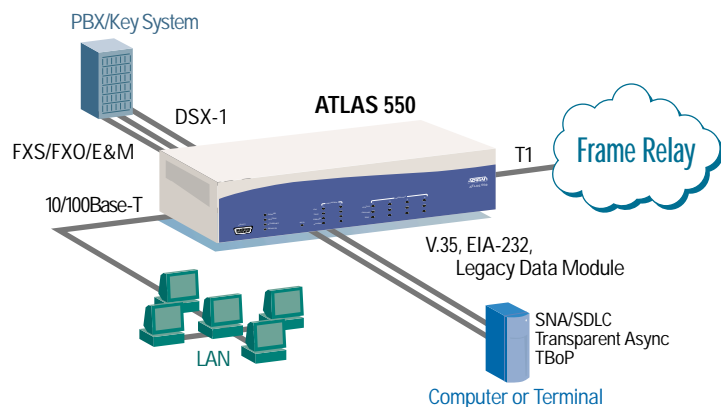 PBX/Key System
ATLAS 550
DSX-1
FXS/FXO/E&M
T1
Frame Relay
10/100Base-T
V.35, EIA-232,
Legacy Data Module
SNA/SDLC
Transparent Async
TBoP
LAN
Computer or Terminal